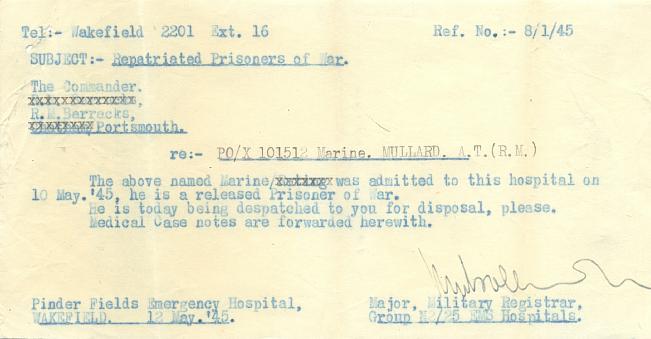 Tel:- Wakefield 2201 Ext. 16 Ref. No.:- 8/1/45
SUBJECT:- Repatriated Prisoners of War.
The Commander.
R.M.Barracks,
Portsmouth.
re:- PO/X 101512 Marine. MULLARD. A.T.(R.M.)
The above named Marine/ was admitted to this hospital on
10 May. '45, he is a released Prisoner of War.
He is today being despatched to you for disposal, please.
Medical Case notes are forwarded herewith.
Pinder Fields Emergency Hospital,
WAKEFIELD. 12 May. '45.
Major, Military Registrar,
Group N2/25 EMS Hospitals.